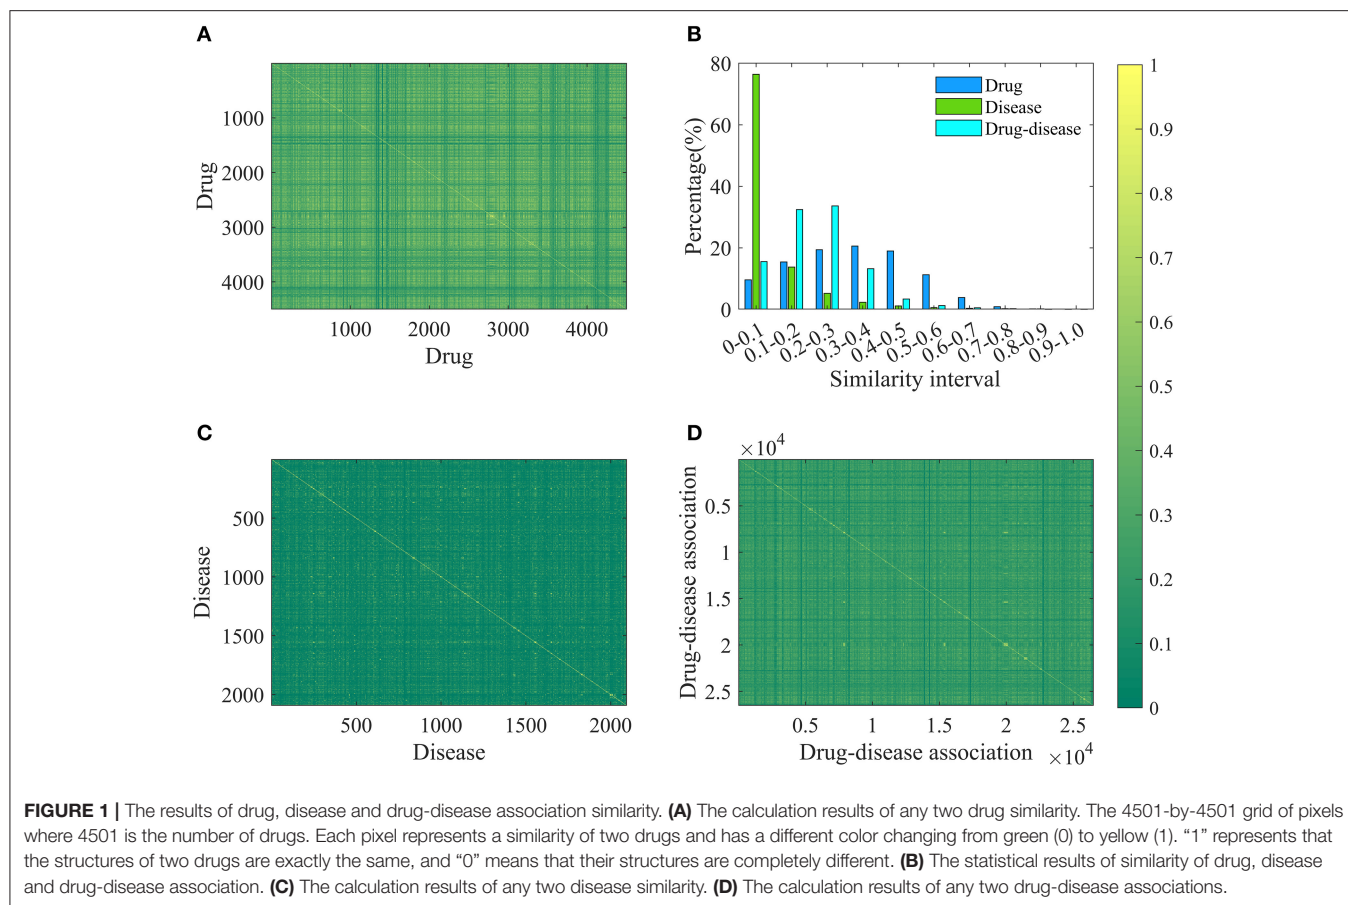 A
Drug
1000
2000
3000
4000
1000 2000 3000 4000
Drug
B
Percentage(%)
80
60
40
20
0
Drug
Disease
Drug-disease
0-0.1 0.1-0.2 0.2-0.3 0.3-0.4 0.4-0.5 0.5-0.6 0.6-0.7 0.7-0.8 0.8-0.9 0.9-1.0
Similarity interval
1
0.9
0.8
0.7
0.6
0.5
0.4
0.3
0.2
0.1
0
C
Disease
500
1000
1500
2000
500 1000 1500 2000
Disease
D
×10⁴
Drug-disease association
0.5
1
1.5
2
2.5
0.5 1 1.5 2 2.5
Drug-disease association ×10⁴
FIGURE 1 | The results of drug, disease and drug-disease association similarity. (A) The calculation results of any two drug similarity. The 4501-by-4501 grid of pixels
where 4501 is the number of drugs. Each pixel represents a similarity of two drugs and has a different color changing from green (0) to yellow (1). “1” represents that
the structures of two drugs are exactly the same, and “0” means that their structures are completely different. (B) The statistical results of similarity of drug, disease
and drug-disease association. (C) The calculation results of any two disease similarity. (D) The calculation results of any two drug-disease associations.